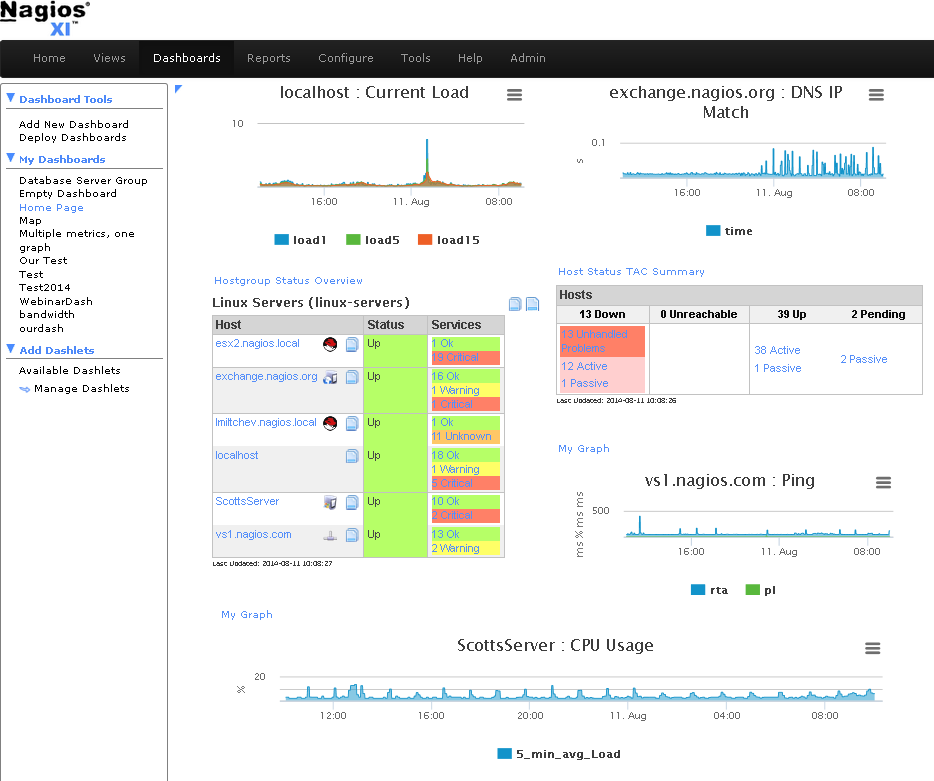 Nagios®
XI™
Home Views Dashboards Reports Configure Tools Help Admin
Dashboard Tools
Add New Dashboard
Deploy Dashboards
My Dashboards
Database Server Group
Empty Dashboard
Home Page
Map
Multiple metrics, one
graph
Our Test
Test
Test2014
WebinarDash
bandwidth
ourdash
Add Dashlets
Available Dashlets
Manage Dashlets
localhost : Current Load
10
16:00 11. Aug 08:00
load1 load5 load15
exchange.nagios.org : DNS IP
Match
0.1
s
16:00 11. Aug 08:00
time
Hostgroup Status Overview
Linux Servers (linux-servers)
Host Status Services
esx2.nagios.local Up 1 Ok
19 Critical
exchange.nagios.org Up 16 Ok
1 Warning
1 Critical
lmiltchev.nagios.local Up 1 Ok
11 Unknown
localhost Up 18 Ok
1 Warning
5 Critical
ScottsServer Up 10 Ok
2 Critical
vs1.nagios.com Up 13 Ok
2 Warning
Last Updated: 2014-08-11 10:08:27
Host Status TAC Summary
Hosts
13 Down 0 Unreachable 39 Up 2 Pending
13 Unhandled
Problems
12 Active
1 Passive
38 Active
1 Passive
2 Passive
Last Updated: 2014-08-11 10:08:26
My Graph
vs1.nagios.com : Ping
500
ms % ms ms
16:00 11. Aug 08:00
rta pl
My Graph
ScottsServer : CPU Usage
20
%
12:00 16:00 20:00 11. Aug 04:00 08:00
5_min_avg_Load